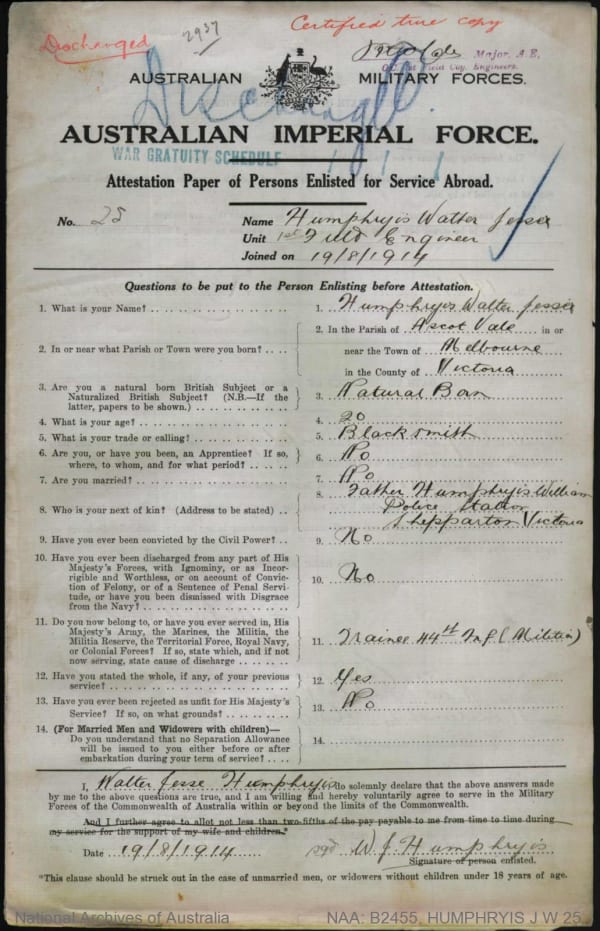 Certified true copy
Discharged
2937
Major, A.E,
O.C. 1st Field Coy. Engineers.
AUSTRALIAN MILITARY FORCES.
Discharged
AUSTRALIAN IMPERIAL FORCE.
WAR GRATUITY SCHEDULE
Attestation Paper of Persons Enlisted for Service Abroad.
No. 25 Name Humphryis Walter Jesse
Unit 1st Field Engineer
Joined on 19/8/1914
Questions to be put to the Person Enlisting before Attestation.
1. What is your Name? 1. Humphryis Walter Jesse
2. In or near what Parish or Town were you born? 2. In the Parish of Ascot Vale in or
near the Town of Melbourne
in the County of Victoria
3. Are you a natural born British Subject or a
Naturalized British Subject? (N.B.—If the
latter, papers to be shown.) 3. Natural Born
4. What is your age? 4. 20
5. What is your trade or calling? 5. Blacksmith
6. Are you, or have you been, an Apprentice? If so,
where, to whom, and for what period? 6. No
7. Are you married? 7. No
8. Who is your next of kin? (Address to be stated) 8. Father Humphryis William
Police Station
Shepparton Victoria
9. Have you ever been convicted by the Civil Power? 9. No
10. Have you ever been discharged from any part of His
Majesty's Forces, with Ignominy, or as Incor-
rigible and Worthless, or on account of Convic-
tion of Felony, or of a Sentence of Penal Servi-
tude, or have you been dismissed with Disgrace
from the Navy? 10. No
11. Do you now belong to, or have you ever served in, His
Majesty's Army, the Marines, the Militia, the
Militia Reserve, the Territorial Force, Royal Navy,
or Colonial Forces? If so, state which, and if not
now serving, state cause of discharge 11. Trainee 44th Inf (Militia)
12. Have you stated the whole, if any, of your previous
service? 12. Yes
13. Have you ever been rejected as unfit for His Majesty's
Service? If so, on what grounds? 13. No
14. (For Married Men and Widowers with children)—
Do you understand that no Separation Allowance
will be issued to you either before or after
embarkation during your term of service? 14.
I, Walter Jesse Humphryis do solemnly declare that the above answers made
by me to the above questions are true, and I am willing and hereby voluntarily agree to serve in the Military
Forces of the Commonwealth of Australia within or beyond the limits of the Commonwealth.
And I further agree to allot not less than two-fifths of the pay payable to me from time to time during
my service for the support of my wife and children.*
Date 19/8/1914 sgd W J Humphryis
Signature of person enlisted.
*This clause should be struck out in the case of unmarried men, or widowers without children under 18 years of age.
National Archives of Australia NAA: B2455, HUMPHRYIS J W 25